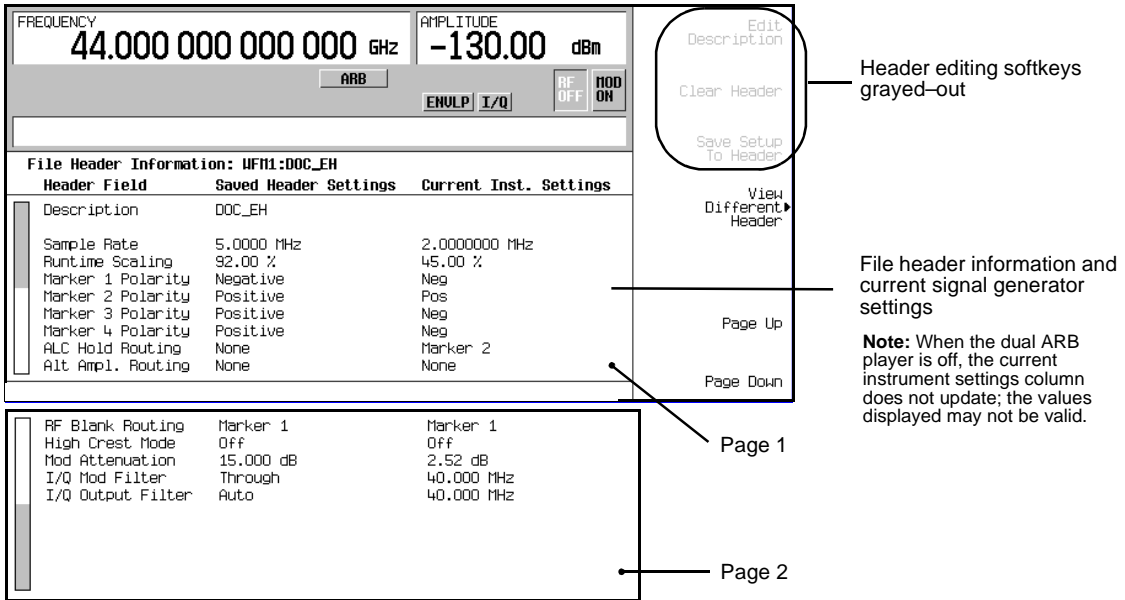 FREQUENCY
44.000 000 000 000 GHz
AMPLITUDE
-130.00 dBm
ARB
ENVLP I/Q
RF OFF
MOD ON
Edit Description
Clear Header
Save Setup To Header
View Different Header
Page Up
Page Down
File Header Information: WFM1:DOC_EH
Header Field Saved Header Settings Current Inst. Settings
Description DOC_EH
Sample Rate 5.0000 MHz 2.0000000 MHz
Runtime Scaling 92.00 % 45.00 %
Marker 1 Polarity Negative Neg
Marker 2 Polarity Positive Pos
Marker 3 Polarity Positive Neg
Marker 4 Polarity Positive Neg
ALC Hold Routing None Marker 2
Alt Ampl. Routing None None
RF Blank Routing Marker 1 Marker 1
High Crest Mode Off Off
Mod Attenuation 15.000 dB 2.52 dB
I/Q Mod Filter Through 40.000 MHz
I/Q Output Filter Auto 40.000 MHz
Header editing softkeys
grayed–out
File header information and
current signal generator
settings
Note: When the dual ARB
player is off, the current
instrument settings column
does not update; the values
displayed may not be valid.
Page 1
Page 2